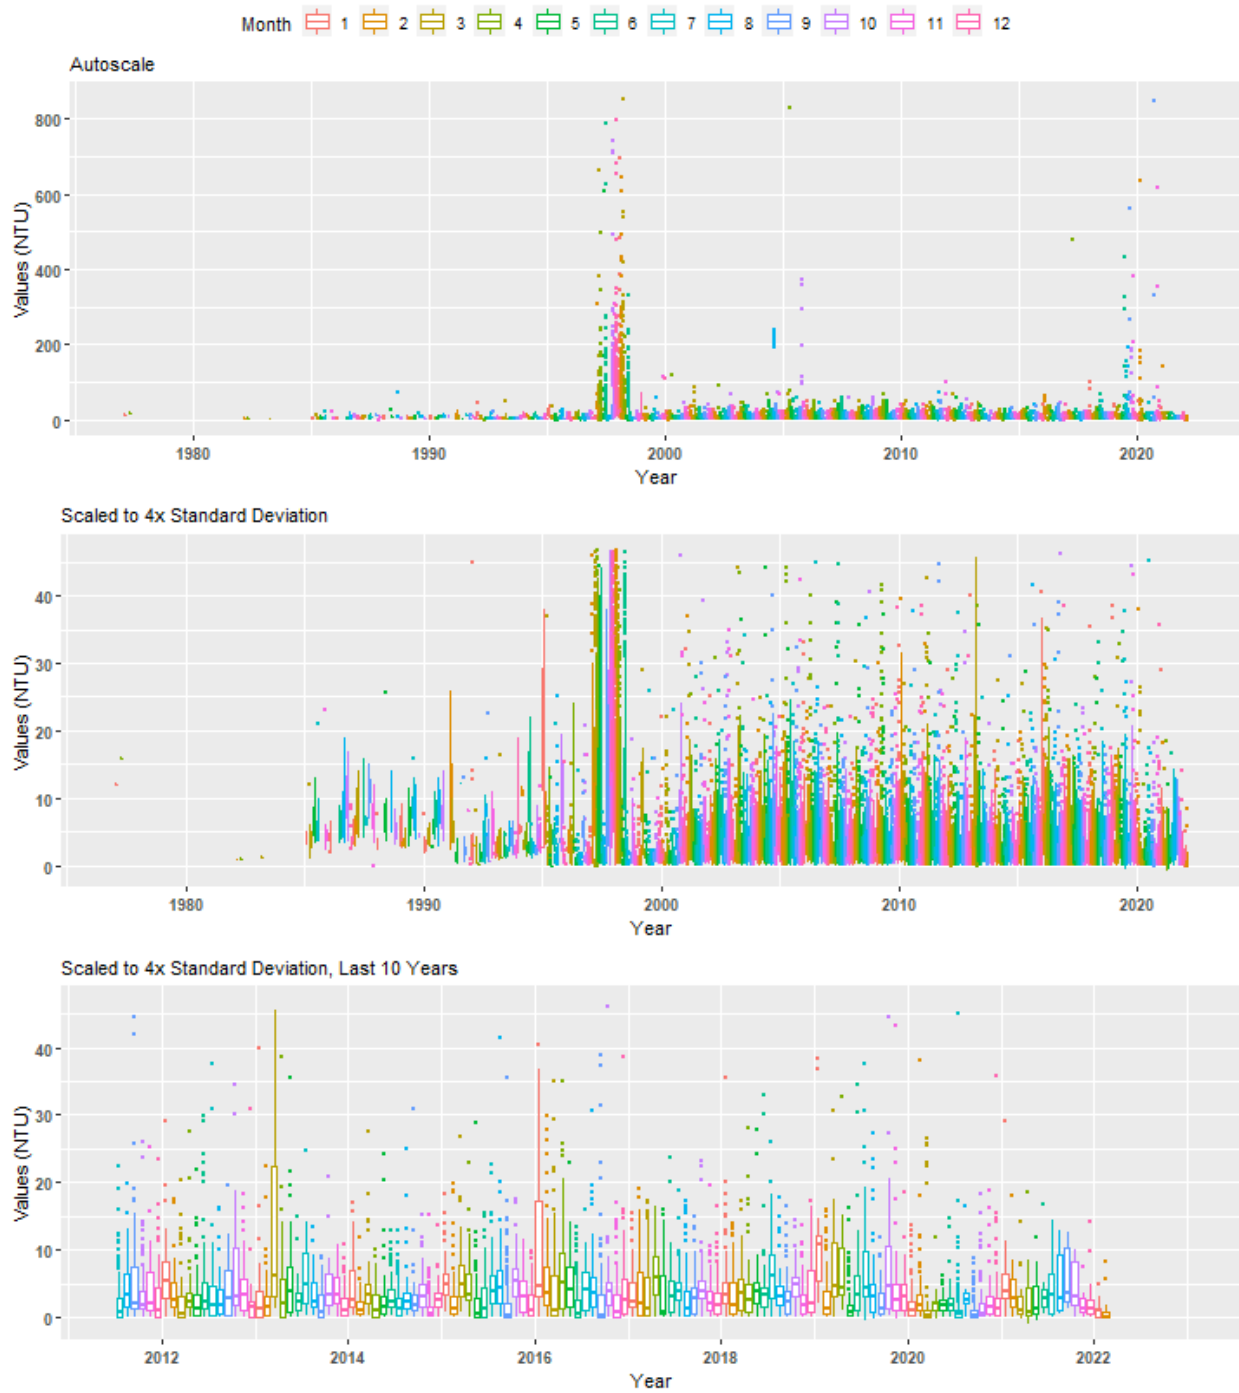 Month 1 2 3 4 5 6 7 8 9 10 11 12
Autoscale
Values (NTU)
800
600
400
200
0
1980 1990 2000 2010 2020
Year
Scaled to 4x Standard Deviation
Values (NTU)
40
30
20
10
0
1980 1990 2000 2010 2020
Year
Scaled to 4x Standard Deviation, Last 10 Years
Values (NTU)
40
30
20
10
0
2012 2014 2016 2018 2020 2022
Year